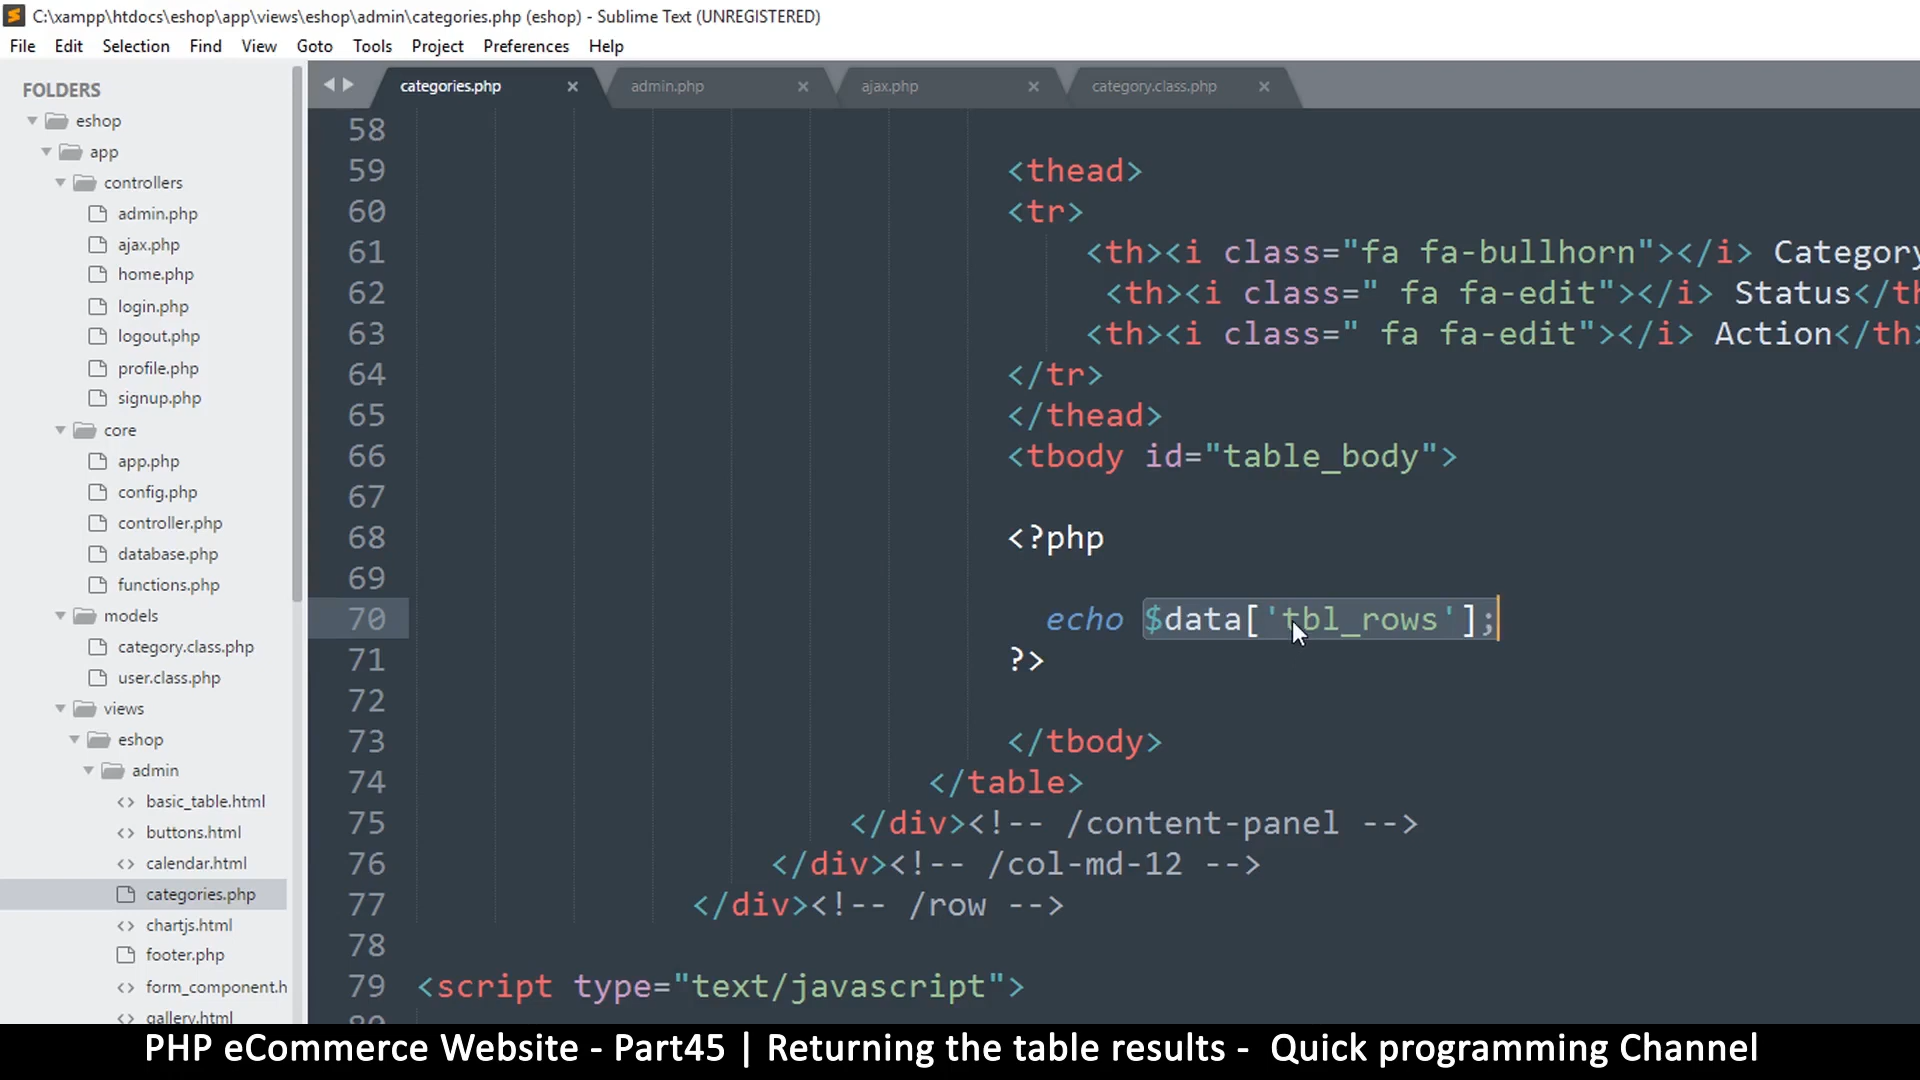 C:\xampp\htdocs\eshop\app\views\eshop\admin\categories.php (eshop) - Sublime Text (UNREGISTERED)
File Edit Selection Find View Goto Tools Project Preferences Help
FOLDERS
eshop
app
controllers
admin.php
ajax.php
home.php
login.php
logout.php
profile.php
signup.php
core
app.php
config.php
controller.php
database.php
functions.php
models
category.class.php
user.class.php
views
eshop
admin
basic_table.html
buttons.html
calendar.html
categories.php
chartjs.html
footer.php
form_component.h
gallery.html
categories.php admin.php ajax.php category.class.php
58
59 <thead>
60 <tr>
61 <th><i class="fa fa-bullhorn"></i> Category
62 <th><i class=" fa fa-edit"></i> Status</th
63 <th><i class=" fa fa-edit"></i> Action</th>
64 </tr>
65 </thead>
66 <tbody id="table_body">
67
68 <?php
69
70 echo $data['tbl_rows'];
71 ?>
72
73 </tbody>
74 </table>
75 </div><!-- /content-panel -->
76 </div><!-- /col-md-12 -->
77 </div><!-- /row -->
78
79 <script type="text/javascript">
80
PHP eCommerce Website - Part45 | Returning the table results - Quick programming Channel